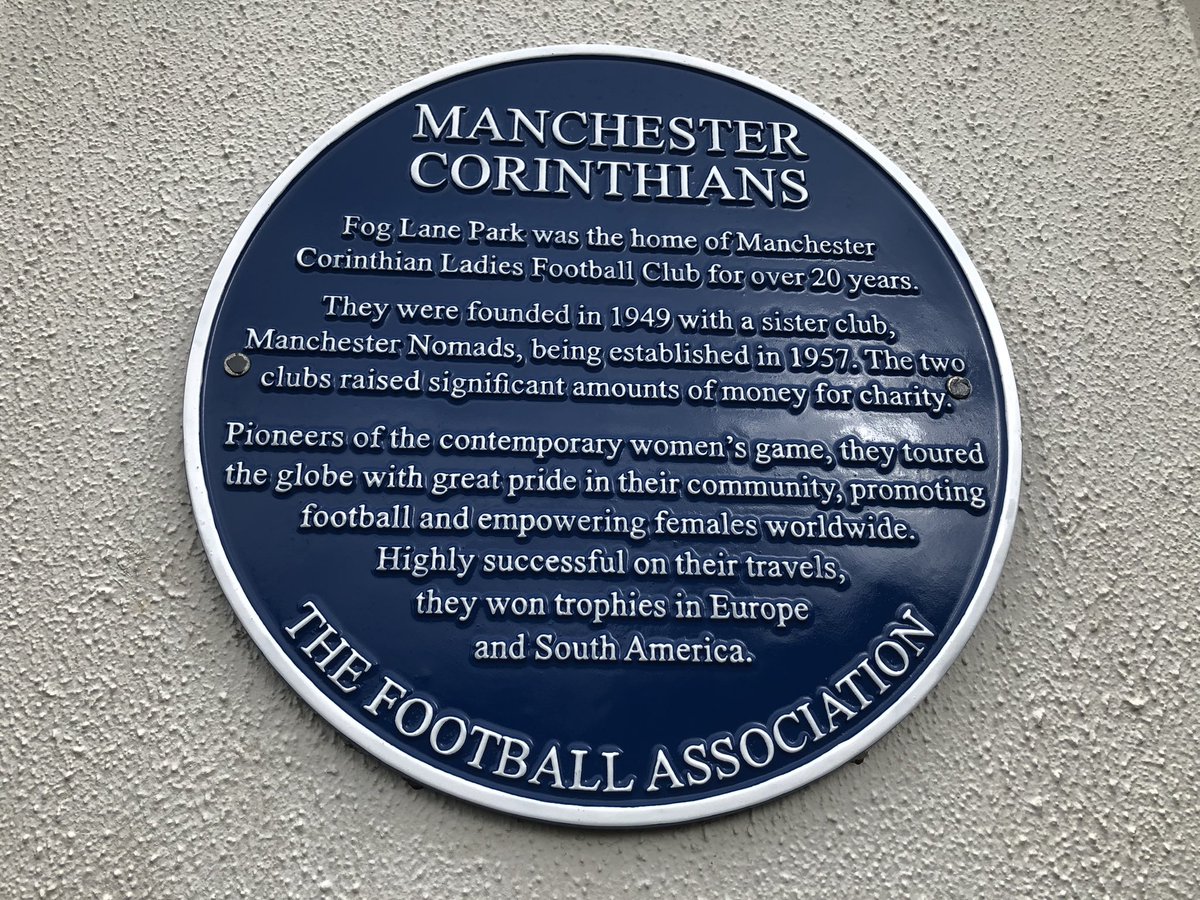 MANCHESTER
CORINTHIANS
Fog Lane Park was the home of Manchester
Corinthian Ladies Football Club for over 20 years.
They were founded in 1949 with a sister club,
Manchester Nomads, being established in 1957. The two
clubs raised significant amounts of money for charity.
Pioneers of the contemporary women's game, they toured
the globe with great pride in their community, promoting
football and empowering females worldwide.
Highly successful on their travels,
they won trophies in Europe
and South America.
THE FOOTBALL ASSOCIATION